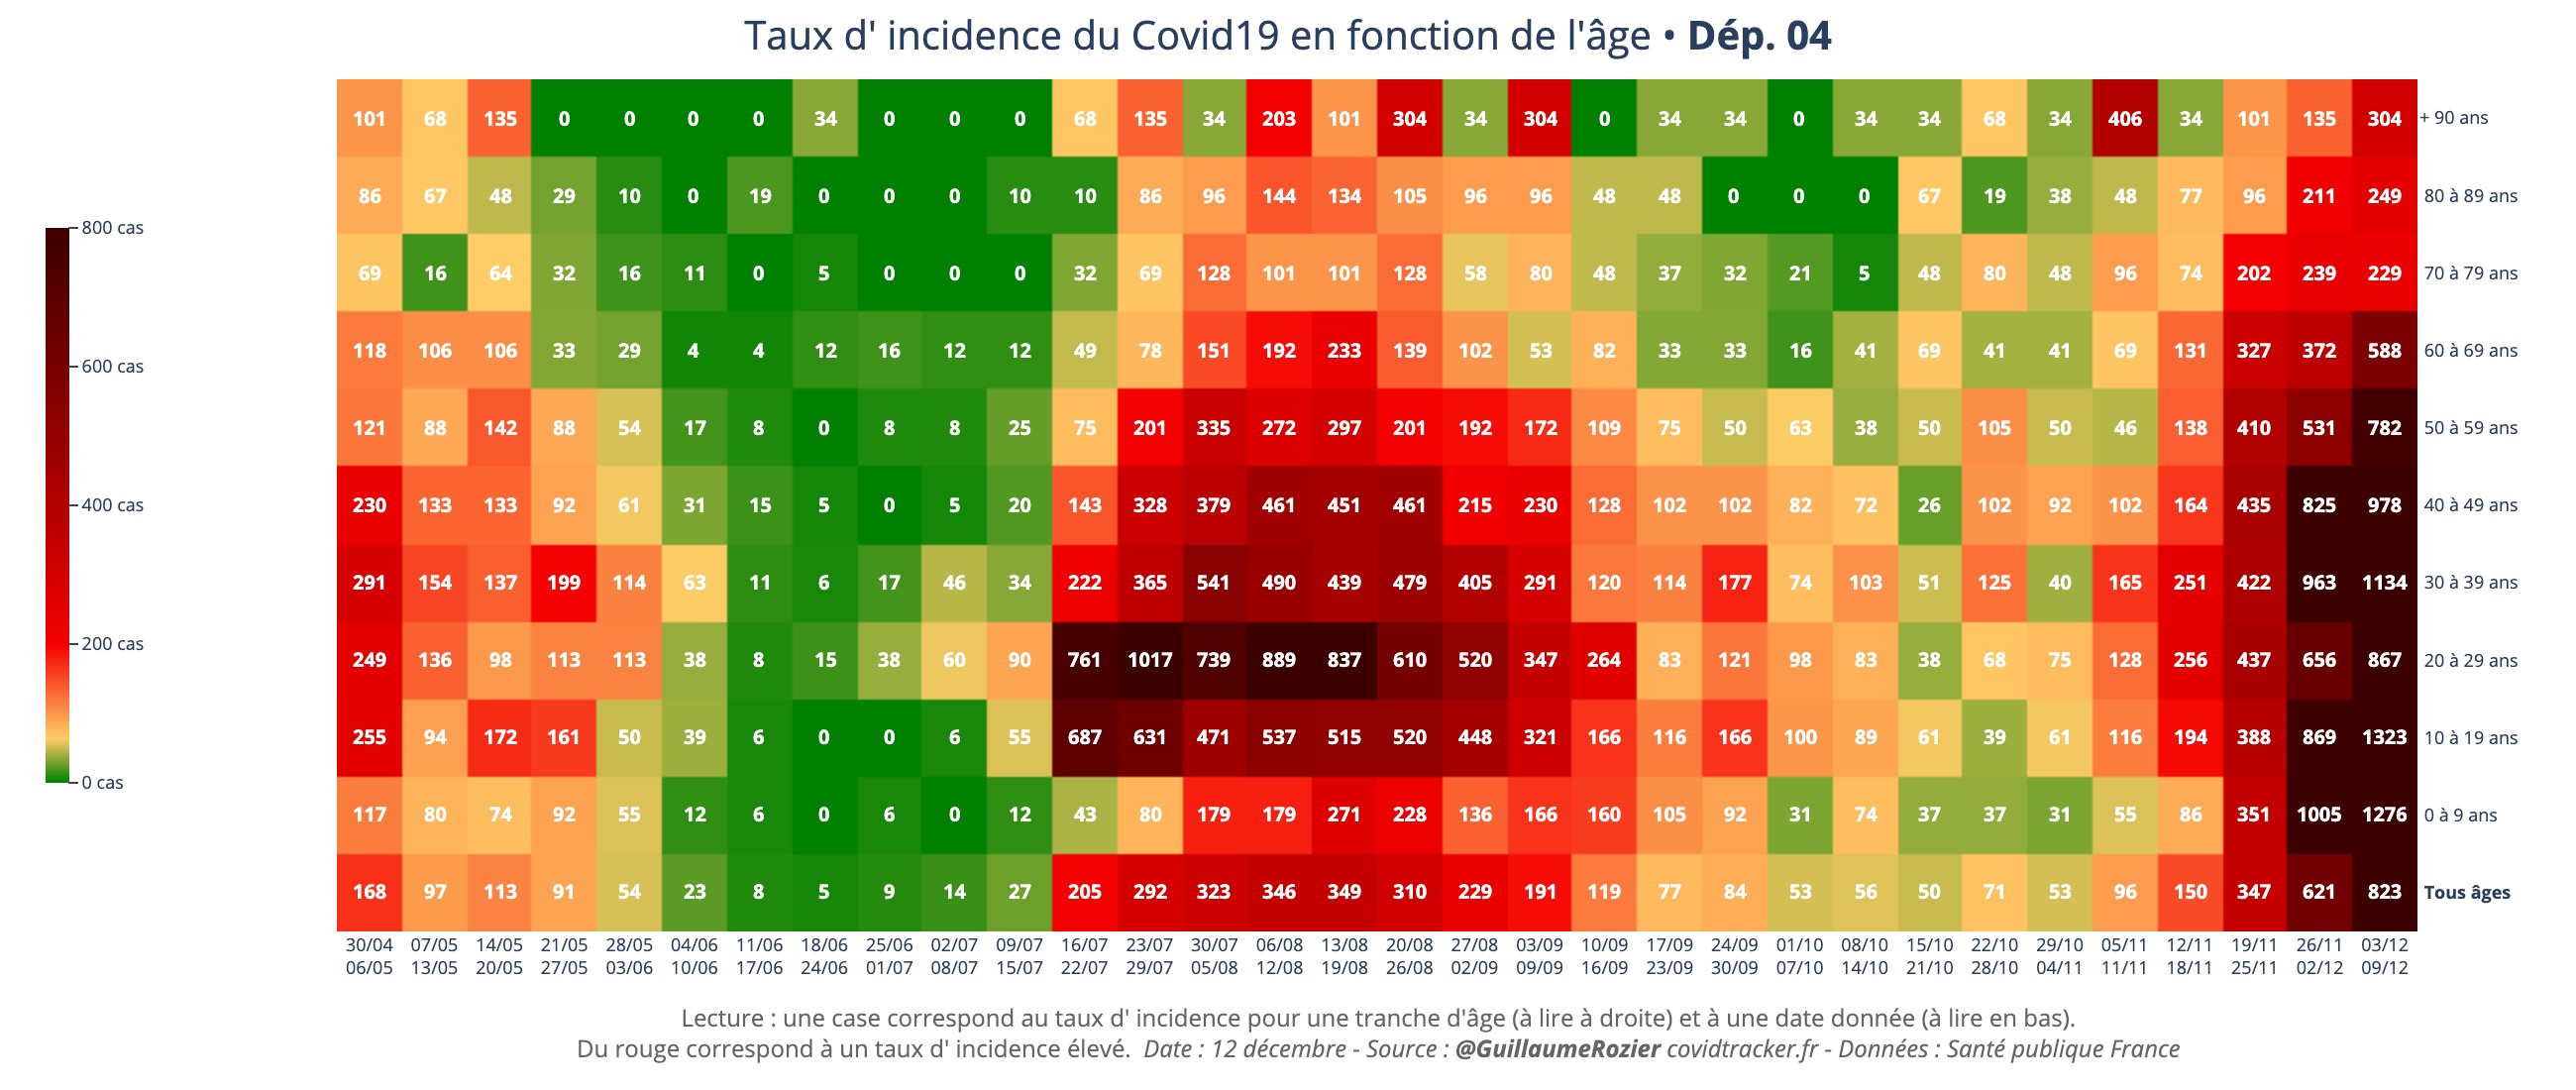 Taux d' incidence du Covid19 en fonction de l'âge • Dép. 04
101 68 135 0 0 0 0 34 0 0 0 68 135 34 203 101 304 34 304 0 34 34 0 34 34 68 34 406 34 101 135 304 + 90 ans
86 67 48 29 10 0 19 0 0 0 10 10 86 96 144 134 105 96 96 48 48 0 0 0 67 19 38 48 77 96 211 249 80 à 89 ans
800 cas
69 16 64 32 16 11 0 5 0 0 0 32 69 128 101 101 128 58 80 48 37 32 21 5 48 80 48 96 74 202 239 229 70 à 79 ans
118 106 106 33 29 4 4 12 16 12 12 49 78 151 192 233 139 102 53 82 33 33 16 41 69 41 41 69 131 327 372 588 60 à 69 ans
600 cas
121 88 142 88 54 17 8 0 8 8 25 75 201 335 272 297 201 192 172 109 75 50 63 38 50 105 50 46 138 410 531 782 50 à 59 ans
400 cas
230 133 133 92 61 31 15 5 0 5 20 143 328 379 461 451 461 215 230 128 102 102 82 72 26 102 92 102 164 435 825 978 40 à 49 ans
291 154 137 199 114 63 11 6 17 46 34 222 365 541 490 439 479 405 291 120 114 177 74 103 51 125 40 165 251 422 963 1134 30 à 39 ans
200 cas
249 136 98 113 113 38 8 15 38 60 90 761 1017 739 889 837 610 520 347 264 83 121 98 83 38 68 75 128 256 437 656 867 20 à 29 ans
255 94 172 161 50 39 6 0 0 6 55 687 631 471 537 515 520 448 321 166 116 166 100 89 61 39 61 116 194 388 869 1323 10 à 19 ans
0 cas
117 80 74 92 55 12 6 0 6 0 12 43 80 179 179 271 228 136 166 160 105 92 31 74 37 37 31 55 86 351 1005 1276 0 à 9 ans
168 97 113 91 54 23 8 5 9 14 27 205 292 323 346 349 310 229 191 119 77 84 53 56 50 71 53 96 150 347 621 823 Tous âges
30/04 07/05 14/05 21/05 28/05 04/06 11/06 18/06 25/06 02/07 09/07 16/07 23/07 30/07 06/08 13/08 20/08 27/08 03/09 10/09 17/09 24/09 01/10 08/10 15/10 22/10 29/10 05/11 12/11 19/11 26/11 03/12
06/05 13/05 20/05 27/05 03/06 10/06 17/06 24/06 01/07 08/07 15/07 22/07 29/07 05/08 12/08 19/08 26/08 02/09 09/09 16/09 23/09 30/09 07/10 14/10 21/10 28/10 04/11 11/11 18/11 25/11 02/12 09/12
Lecture : une case correspond au taux d' incidence pour une tranche d'âge (à lire à droite) et à une date donnée (à lire en bas).
Du rouge correspond à un taux d' incidence élevé. Date : 12 décembre - Source : @GuillaumeRozier covidtracker.fr - Données : Santé publique France